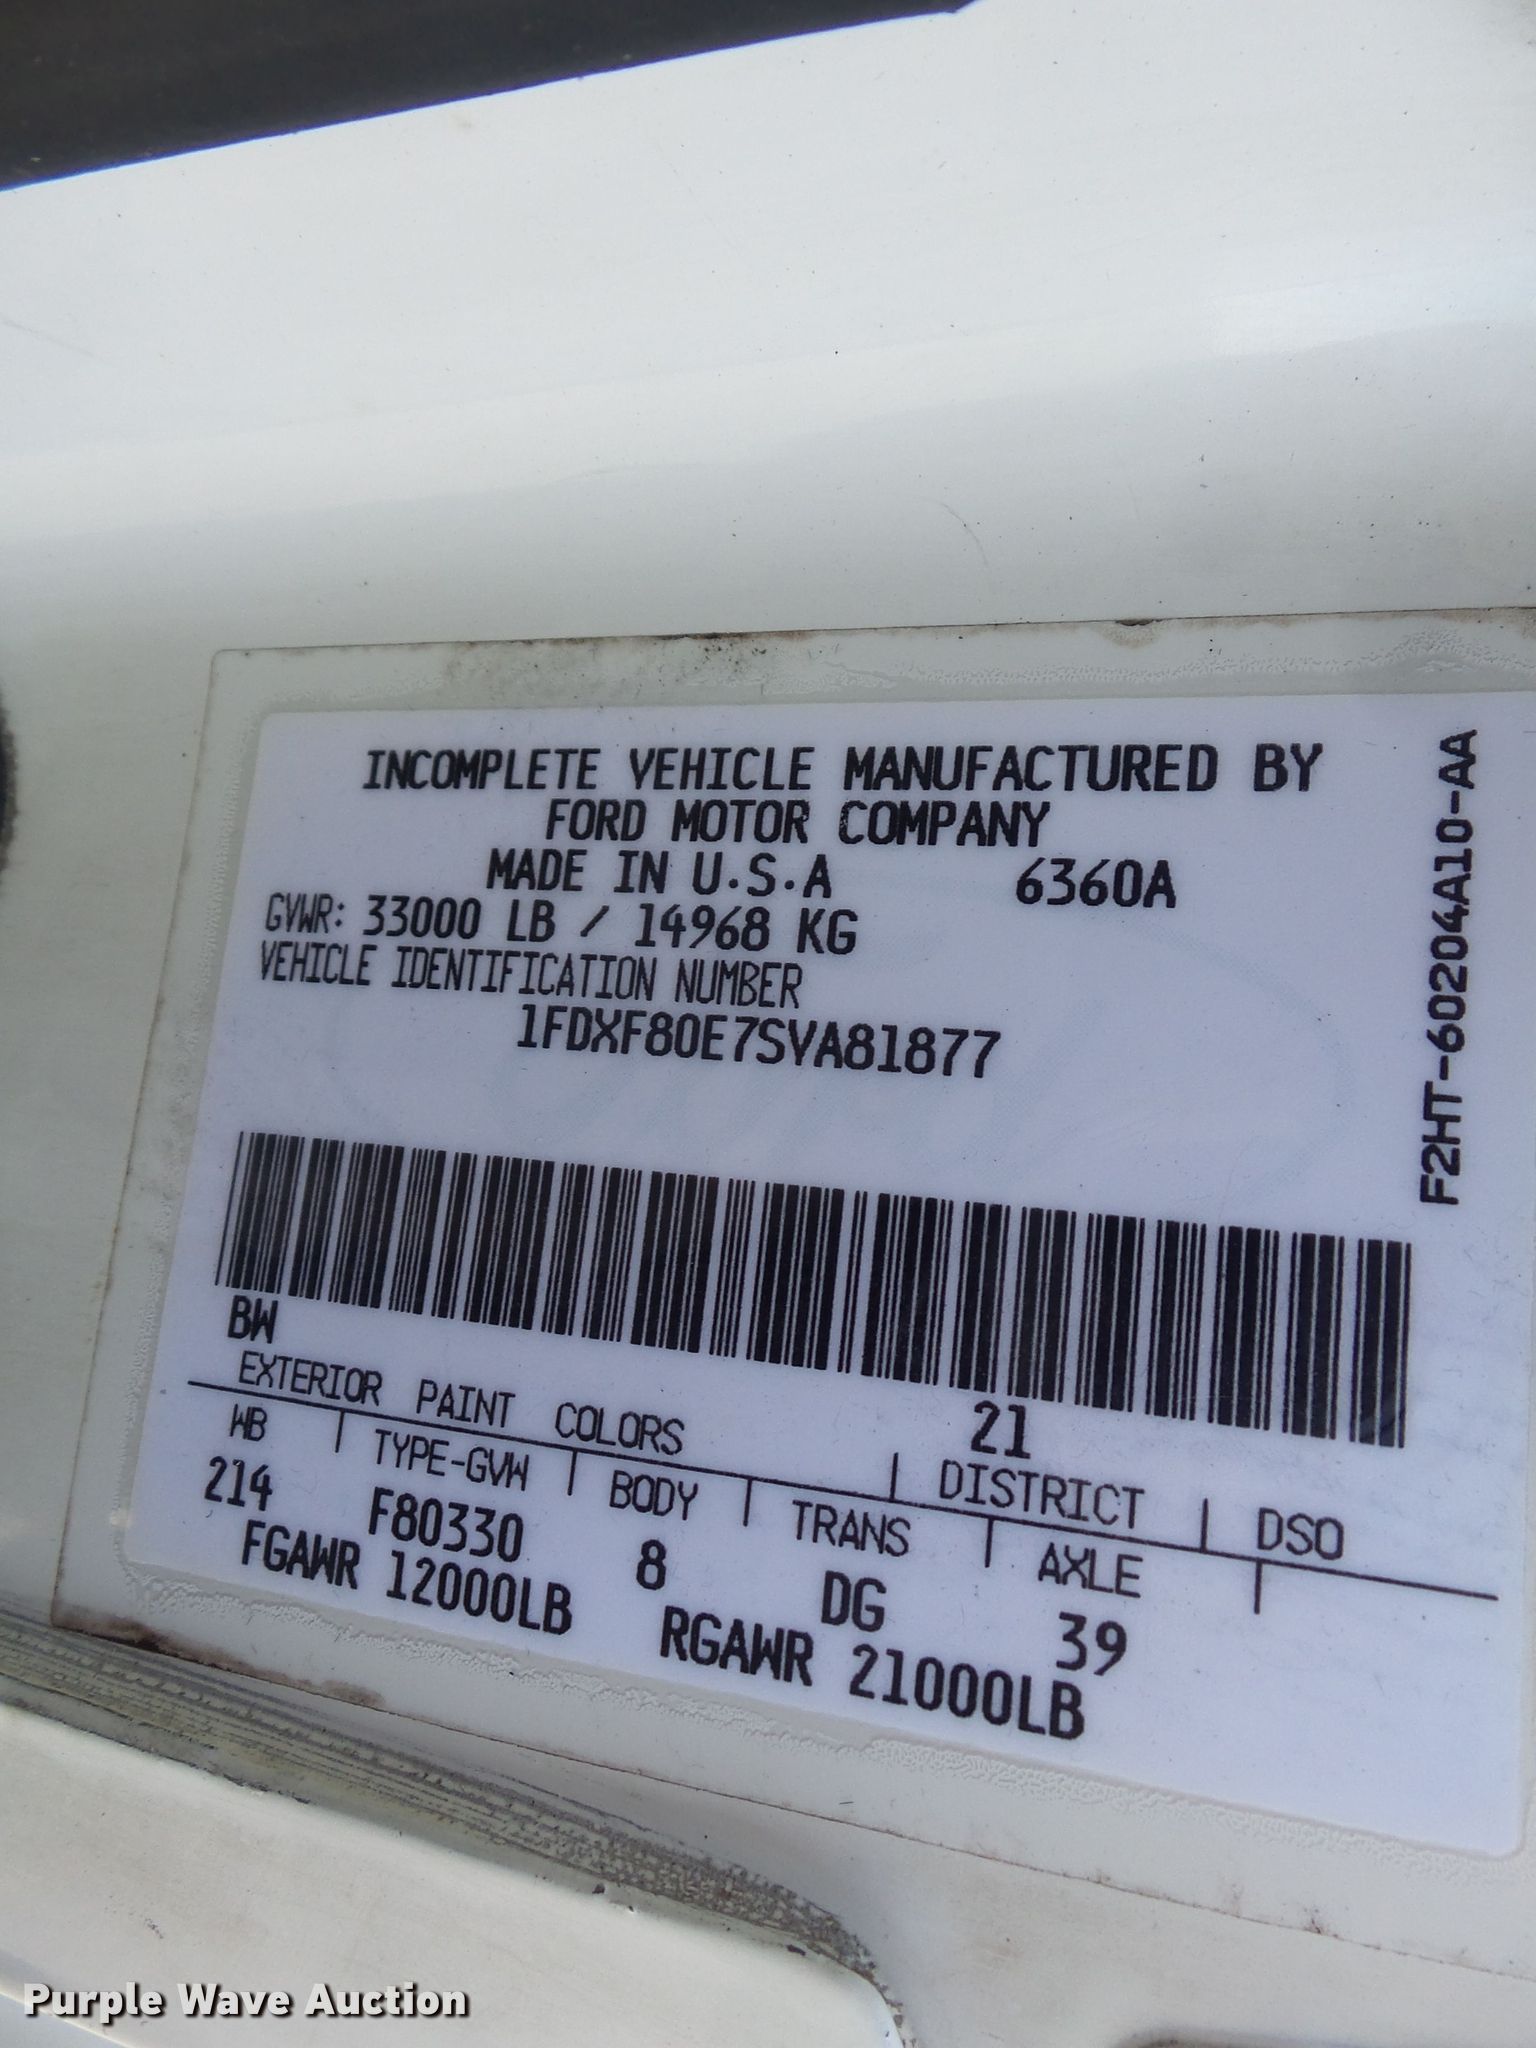 INCOMPLETE VEHICLE MANUFACTURED BY
FORD MOTOR COMPANY
MADE IN U.S.A 6360A
GVWR: 33000 LB / 14968 KG
VEHICLE IDENTIFICATION NUMBER
1FDXF80E7SVA81877
F2HT-60204A10-AA
BW 21
EXTERIOR PAINT COLORS DISTRICT DSO
WB TYPE-GVW BODY TRANS AXLE
214 F80330 8 DG 39
FGAWR 12000LB RGAWR 21000LB
Purple Wave Auction